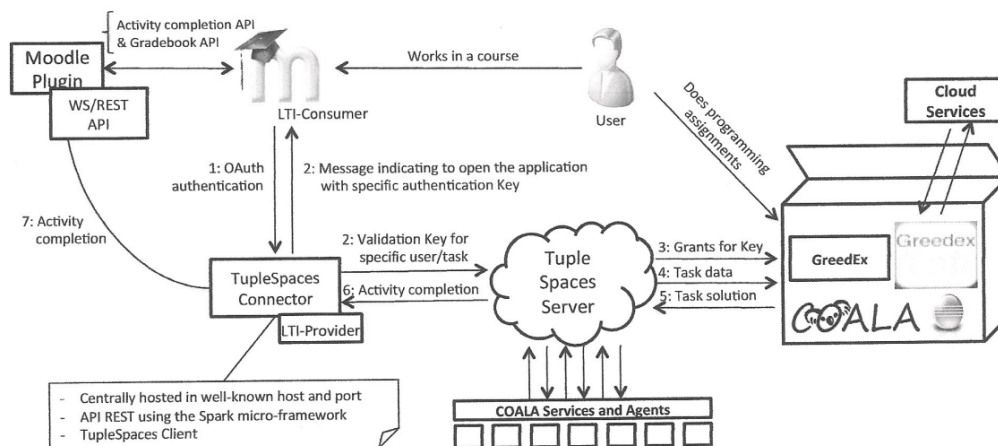 Activity completion API
& Gradebook API
Moodle
Plugin
WS/REST
API
m
LTI-Consumer
Works in a course
User
Does programming
assignments
Cloud
Services
1: OAuth
authentication
2: Message indicating to open the application
with specific authentication Key
7: Activity
completion
2: Validation Key for
specific user/task
6: Activity completion
TupleSpaces
Connector
LTI-Provider
Tuple
Spaces
Server
3: Grants for Key
4: Task data
5: Task solution
GreedEx
Greedex
COALA
- Centrally hosted in well-known host and port
- API REST using the Spark micro-framework
- TupleSpaces Client
COALA Services and Agents